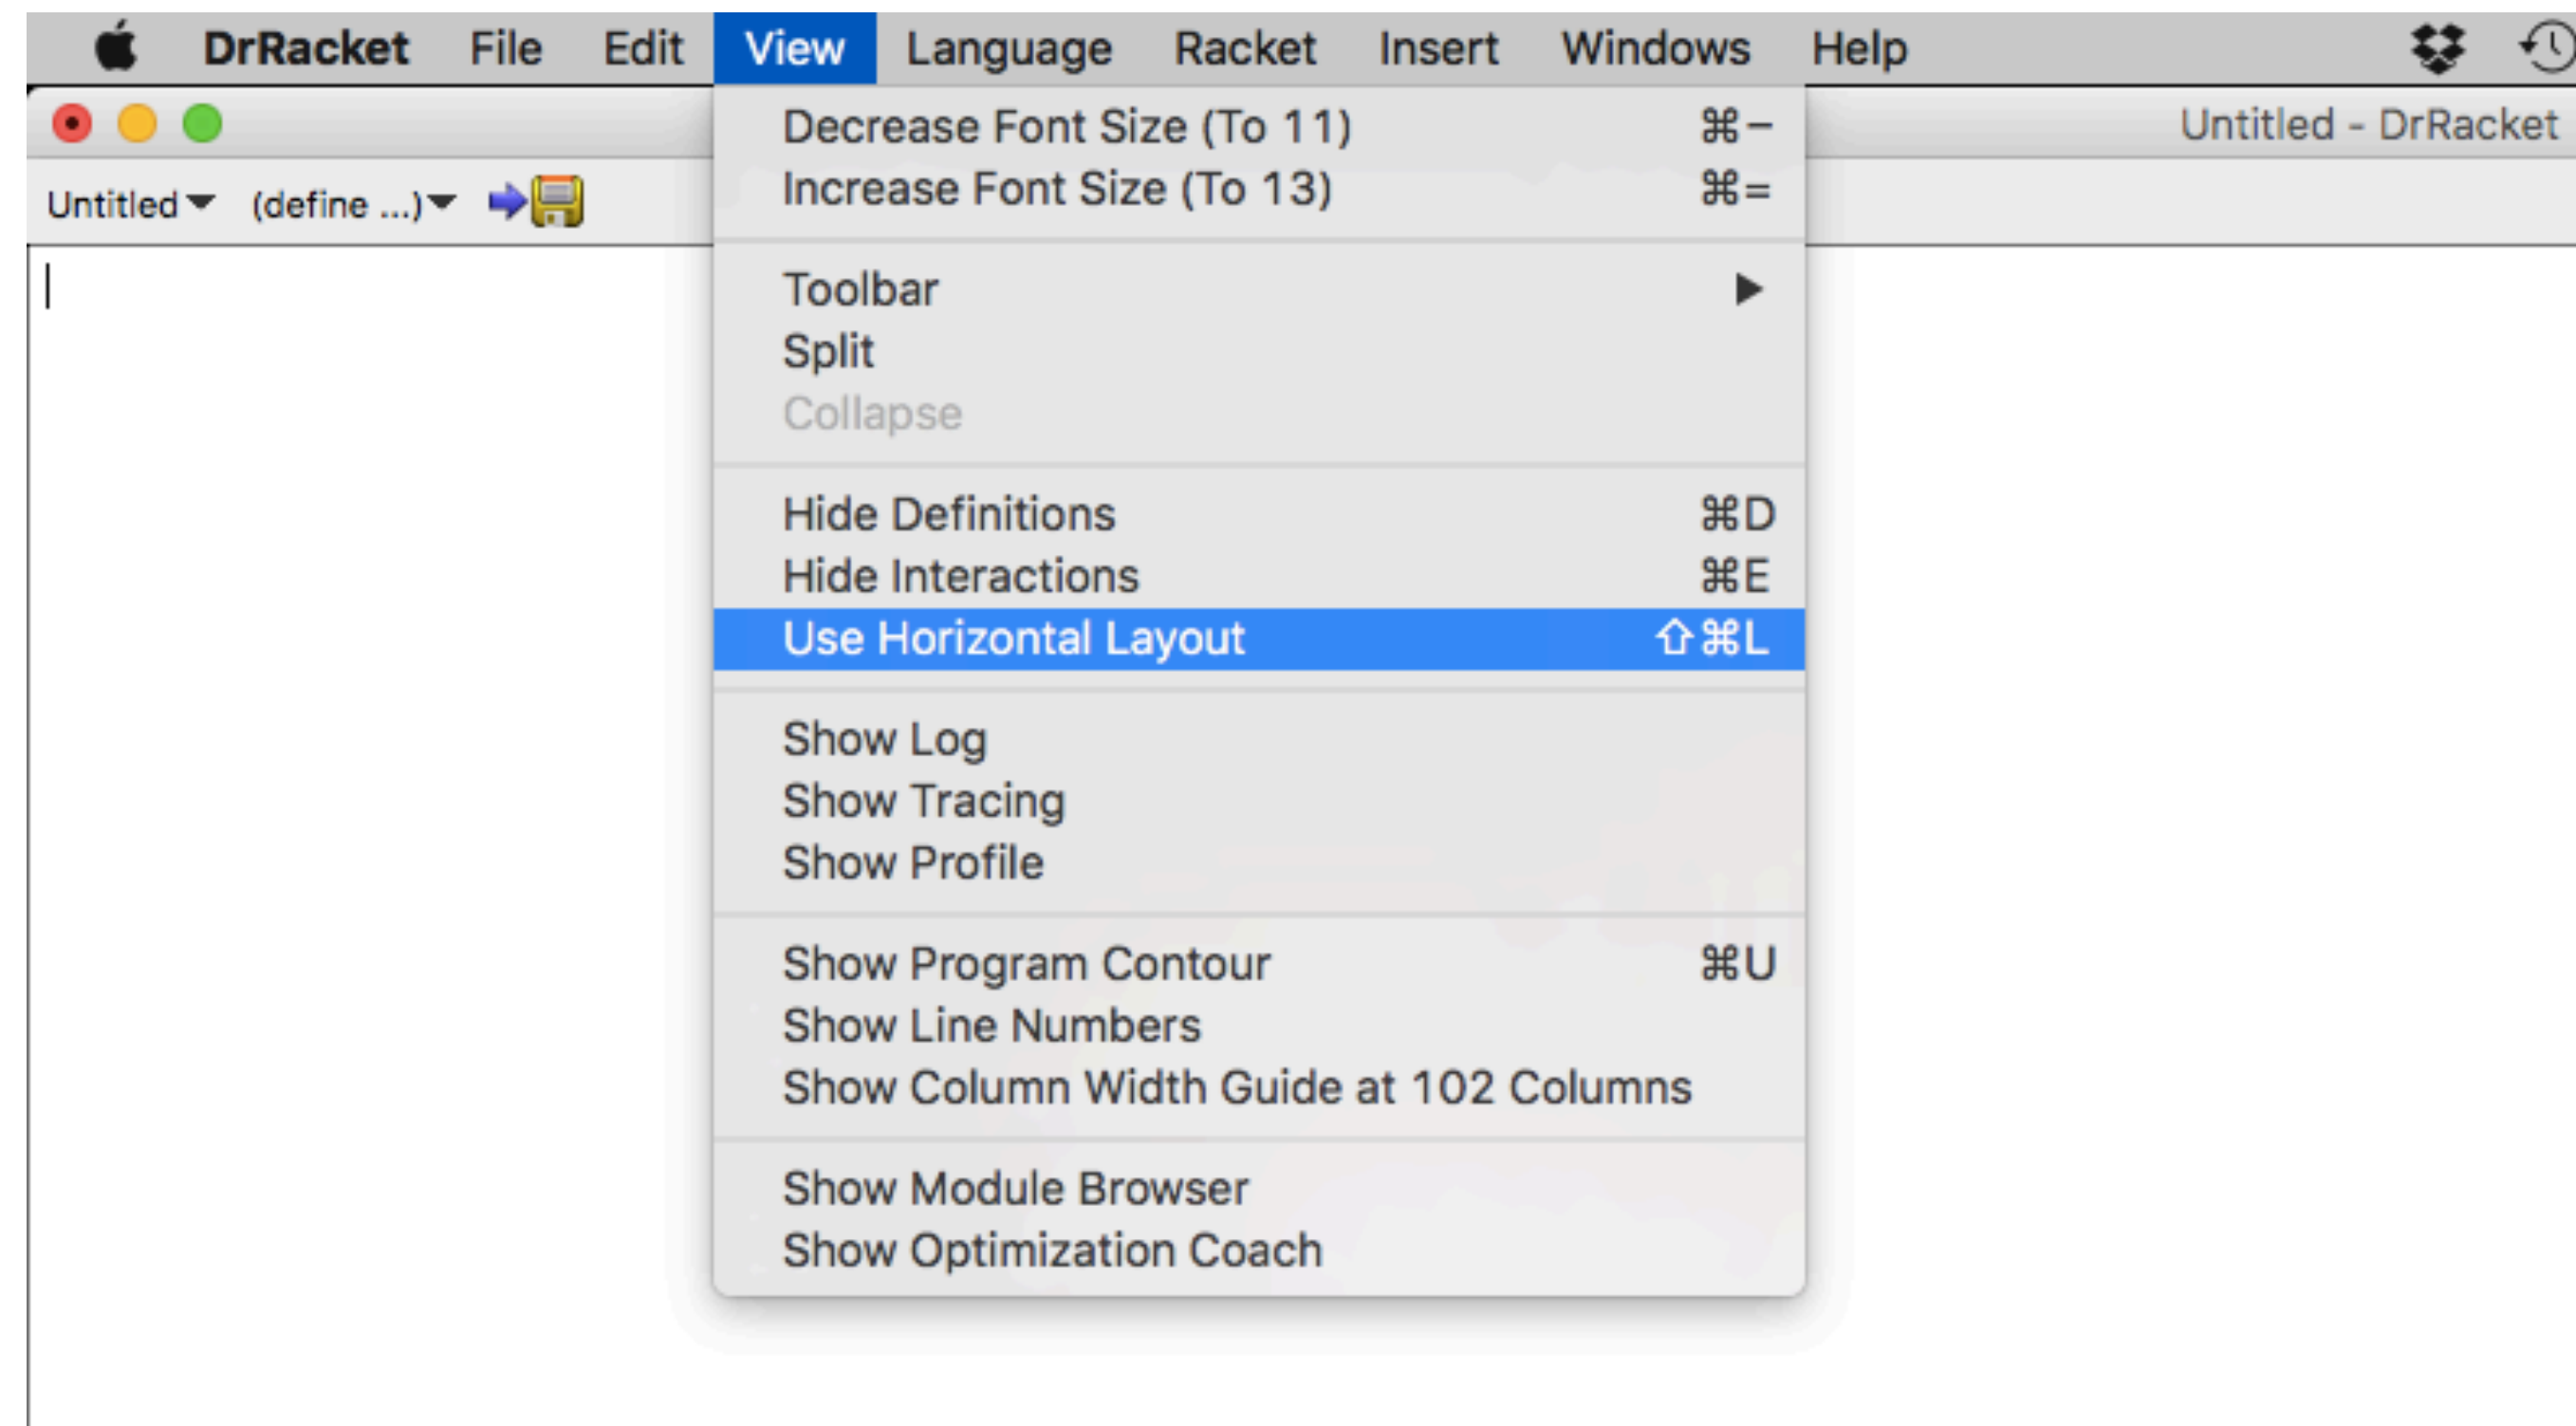 DrRacket File Edit View Language Racket Insert Windows Help
Untitled - DrRacket
Untitled (define ...)
Decrease Font Size (To 11) ⌘−
Increase Font Size (To 13) ⌘=
Toolbar ▶
Split
Collapse
Hide Definitions ⌘D
Hide Interactions ⌘E
Use Horizontal Layout ⇧⌘L
Show Log
Show Tracing
Show Profile
Show Program Contour ⌘U
Show Line Numbers
Show Column Width Guide at 102 Columns
Show Module Browser
Show Optimization Coach